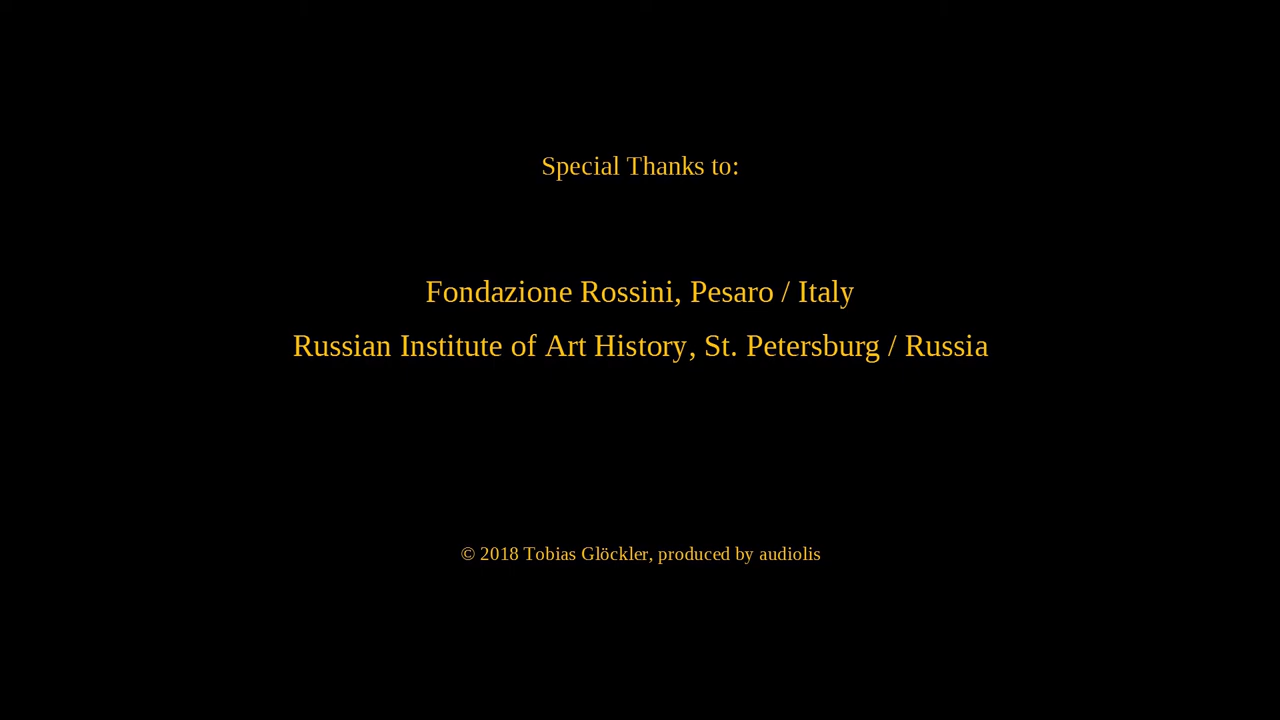 Special Thanks to:
Fondazione Rossini, Pesaro / Italy
Russian Institute of Art History, St. Petersburg / Russia
© 2018 Tobias Glöckler, produced by audiolis